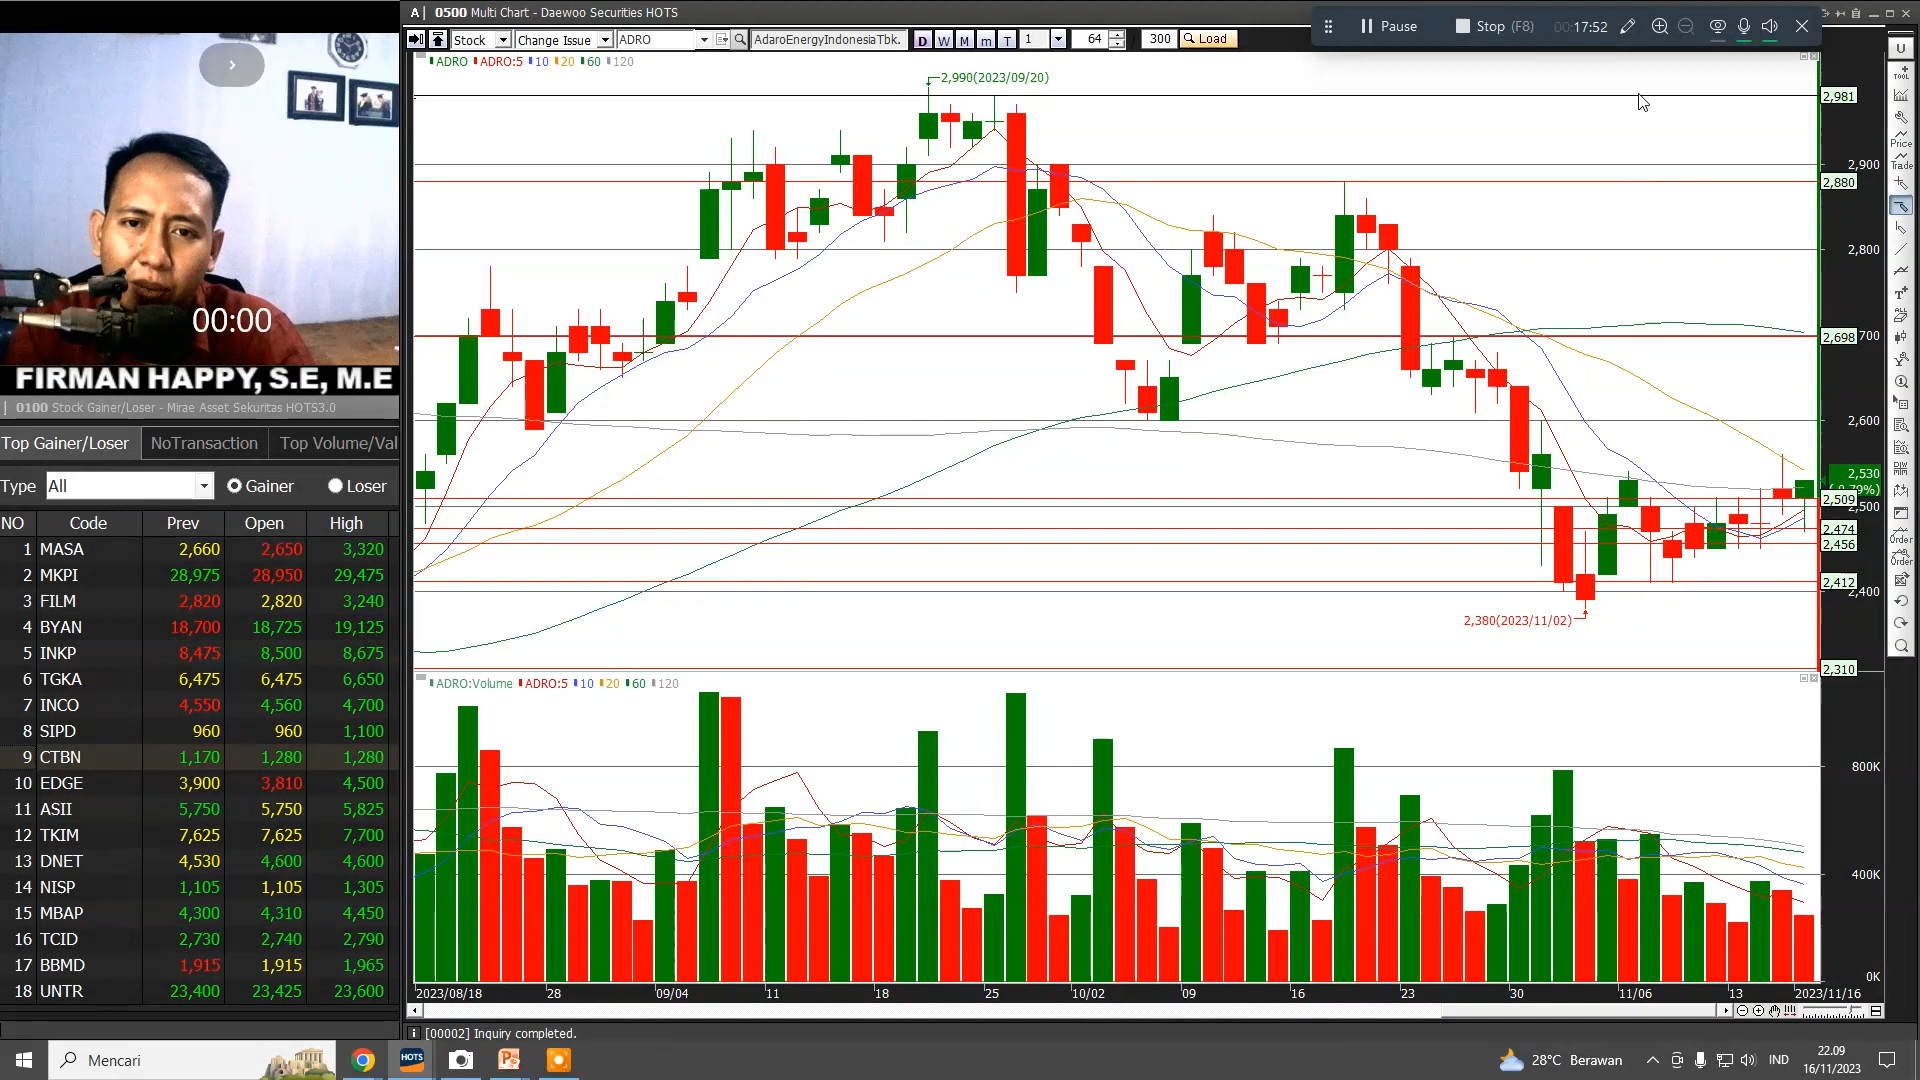 A | 0500 Multi Chart - Daewoo Securities HOTS
Pause
Stop (F8)
00:17:52
Stock
Change Issue
ADRO
AdaroEnergyIndonesiaTbk.
D W M m T
1
64
300
Load
ADRO ADRO:5 10 20 60 120
2,990(2023/09/20)
2,981
2,900
2,880
2,800
2,698
700
2,600
2,530
2,509
2,500
2,474
2,456
2,412
2,400
2,380(2023/11/02)
2,310
ADRO:Volume ADRO:5 10 20 60 120
800K
400K
0K
2023/08/18 28 09/04 11 18 25 10/02 09 16 23 30 11/06 13 2023/11/16
[00002] Inquiry completed.
U
TOOL
Price
Trade
Order
Order
00:00
FIRMAN HAPPY, S.E, M.E
0100 Stock Gainer/Loser - Mirae Asset Sekuritas HOTS3.0
Top Gainer/Loser NoTransaction Top Volume/Val
Type All Gainer Loser
NO Code Prev Open High
1 MASA 2,660 2,650 3,320
2 MKPI 28,975 28,950 29,475
3 FILM 2,820 2,820 3,240
4 BYAN 18,700 18,725 19,125
5 INKP 8,475 8,500 8,675
6 TGKA 6,475 6,475 6,650
7 INCO 4,550 4,560 4,700
8 SIPD 960 960 1,100
9 CTBN 1,170 1,280 1,280
10 EDGE 3,900 3,810 4,500
11 ASII 5,750 5,750 5,825
12 TKIM 7,625 7,625 7,700
13 DNET 4,530 4,600 4,600
14 NISP 1,105 1,105 1,305
15 MBAP 4,300 4,310 4,450
16 TCID 2,730 2,740 2,790
17 BBMD 1,915 1,915 1,965
18 UNTR 23,400 23,425 23,600
Mencari
HOTS
28°C Berawan
IND
22.09
16/11/2023